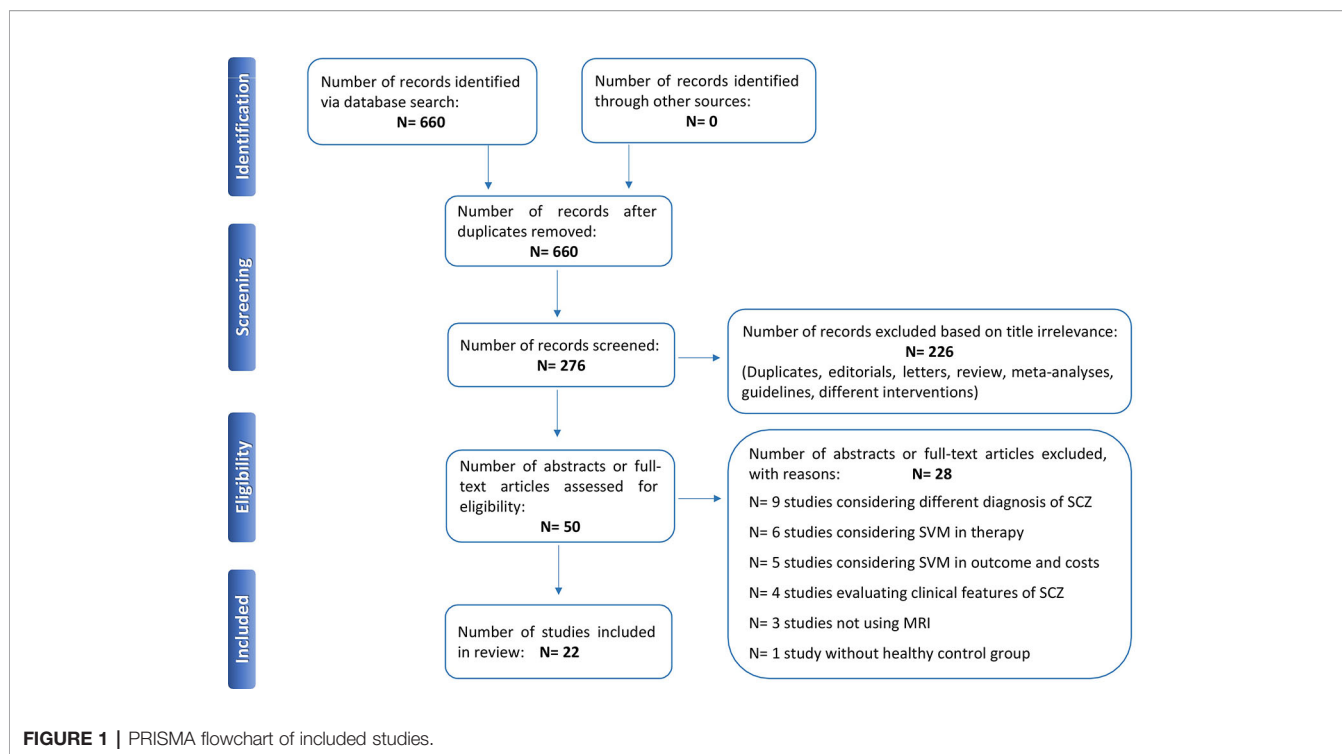 Identification
Number of records identified
via database search:
N= 660
Number of records identified
through other sources:
N= 0
Screening
Number of records after
duplicates removed:
N= 660
Number of records screened:
N= 276
Number of records excluded based on title irrelevance:
N= 226
(Duplicates, editorials, letters, review, meta-analyses,
guidelines, different interventions)
Eligibility
Number of abstracts or full-
text articles assessed for
eligibility:
N= 50
Number of abstracts or full-text articles excluded,
with reasons: N= 28
N= 9 studies considering different diagnosis of SCZ
N= 6 studies considering SVM in therapy
N= 5 studies considering SVM in outcome and costs
N= 4 studies evaluating clinical features of SCZ
N= 3 studies not using MRI
N= 1 study without healthy control group
Included
Number of studies included
in review: N= 22
FIGURE 1 | PRISMA flowchart of included studies.